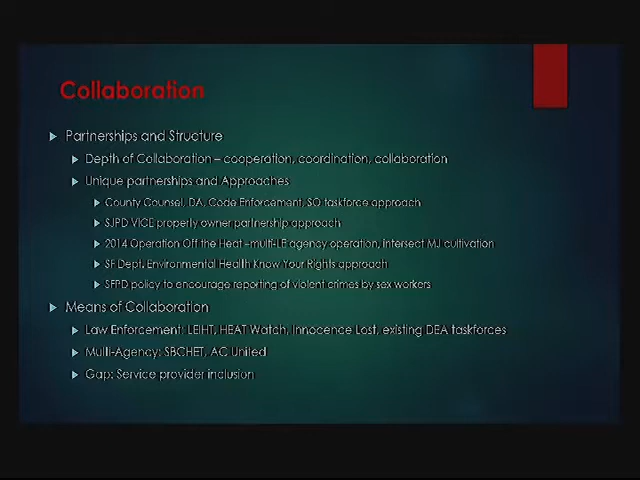 Collaboration
Partnerships and Structure
Depth of Collaboration – cooperation, coordination, collaboration
Unique partnerships and Approaches
County Counsel, DA, Code Enforcement, SO taskforce approach
SJPD VICE property owner partnership approach
2014 Operation Off the Heat –multi-LE agency operation, intersect MJ cultivation
SF Dept. Environmental Health Know Your Rights approach
SFPD policy to encourage reporting of violent crimes by sex workers
Means of Collaboration
Law Enforcement: LEIHT, HEAT Watch, Innocence Lost, existing DEA taskforces
Multi-Agency: SBCHET, AC United
Gap: Service provider inclusion